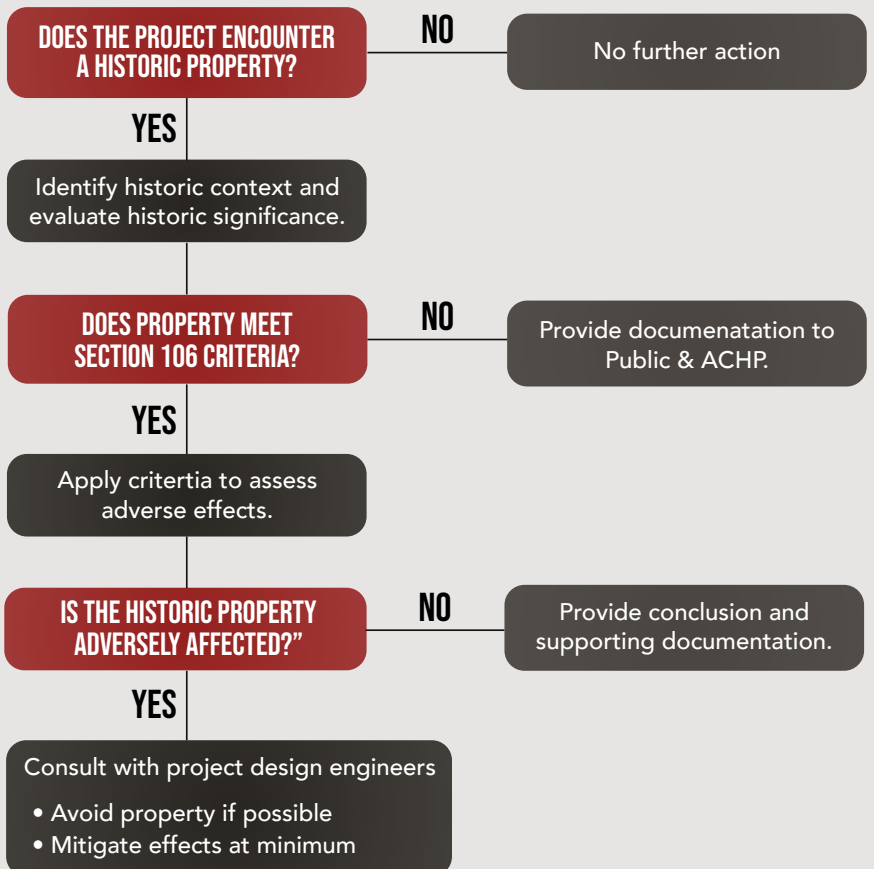 DOES THE PROJECT ENCOUNTER
A HISTORIC PROPERTY?
NO
No further action
YES
Identify historic context and
evaluate historic significance.
DOES PROPERTY MEET
SECTION 106 CRITERIA?
NO
Provide documenatation to
Public & ACHP.
YES
Apply critertia to assess
adverse effects.
IS THE HISTORIC PROPERTY
ADVERSELY AFFECTED?”
NO
Provide conclusion and
supporting documentation.
YES
Consult with project design engineers
• Avoid property if possible
• Mitigate effects at minimum